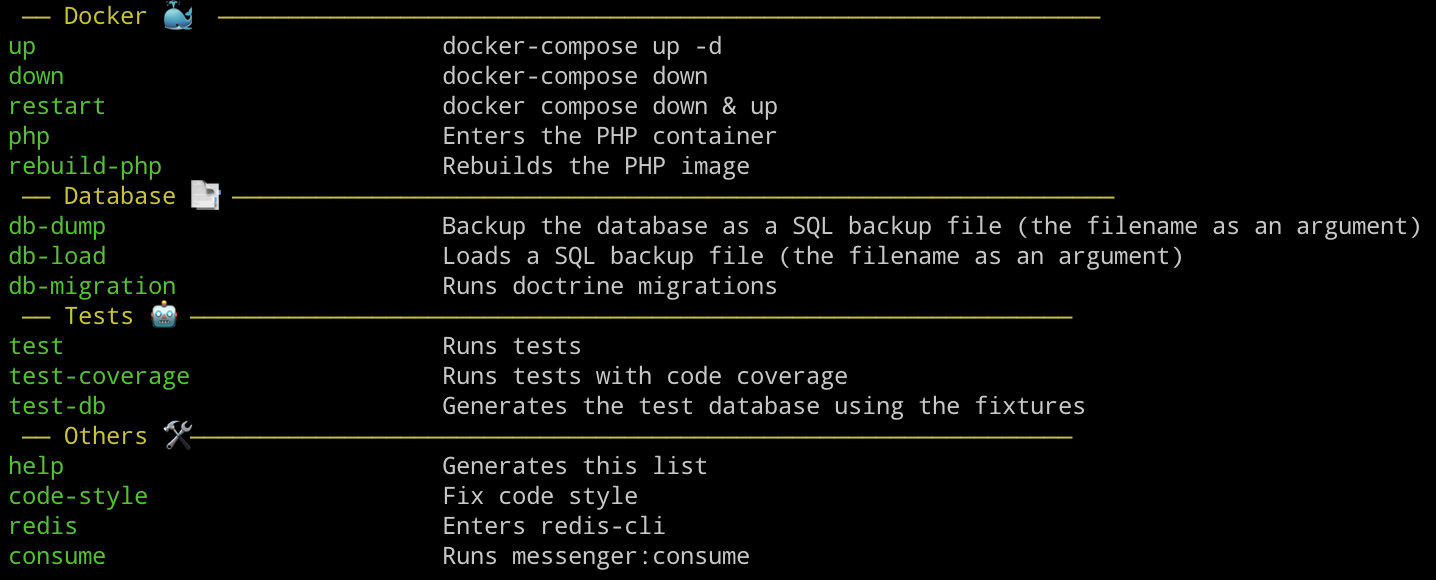 —— Docker 🐳 ———————————————————————————————————————————————————————————————
up docker-compose up -d
down docker-compose down
restart docker compose down & up
php Enters the PHP container
rebuild-php Rebuilds the PHP image
—— Database 📄 ———————————————————————————————————————————————————————————————
db-dump Backup the database as a SQL backup file (the filename as an argument)
db-load Loads a SQL backup file (the filename as an argument)
db-migration Runs doctrine migrations
—— Tests 🤖 ———————————————————————————————————————————————————————————————
test Runs tests
test-coverage Runs tests with code coverage
test-db Generates the test database using the fixtures
—— Others 🛠️ ———————————————————————————————————————————————————————————————
help Generates this list
code-style Fix code style
redis Enters redis-cli
consume Runs messenger:consume